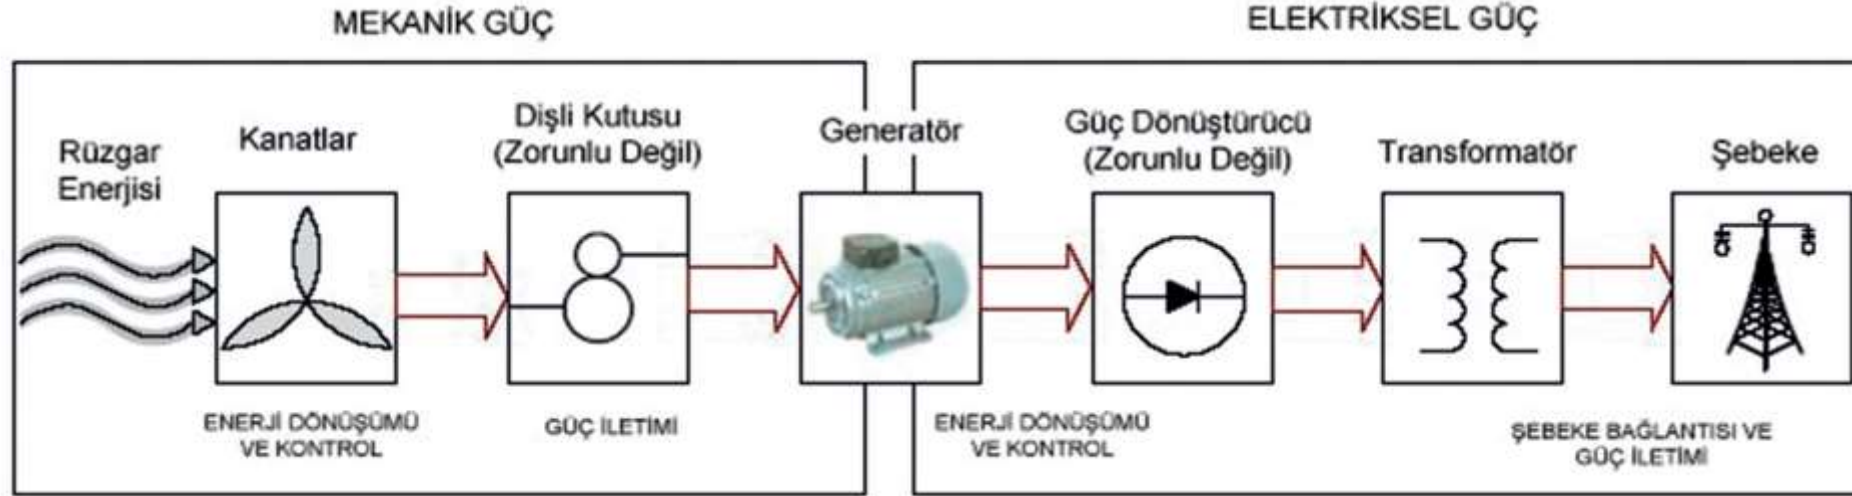 MEKANİK GÜÇ
ELEKTRİKSEL GÜÇ
Rüzgar
Enerjisi
Kanatlar
Dişli Kutusu
(Zorunlu Değil)
Generatör
Güç Dönüştürücü
(Zorunlu Değil)
Transformatör
Şebeke
ENERJİ DÖNÜŞÜMÜ
VE KONTROL
GÜÇ İLETİMİ
ENERJİ DÖNÜŞÜMÜ
VE KONTROL
ŞEBEKE BAĞLANTISI VE
GÜÇ İLETİMİ